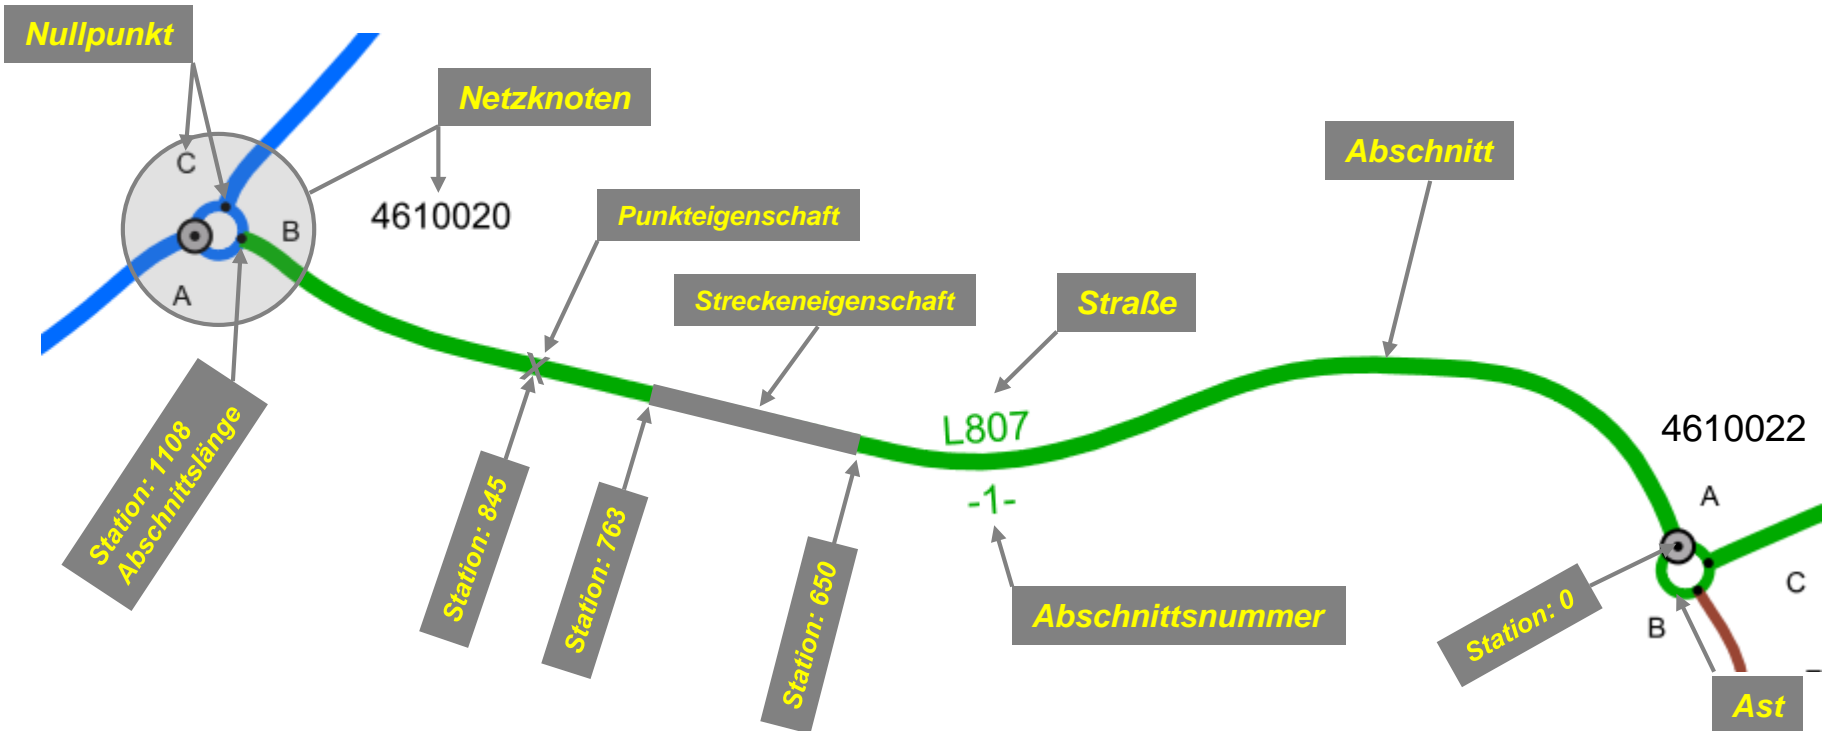 Nullpunkt
Netzknoten
C
4610020
B
A
Punkteigenschaft
Abschnitt
Streckeneigenschaft
Straße
L807
-1-
4610022
A
C
B
Station: 1108
Abschnittslänge
Station: 845
Station: 763
Station: 650
Abschnittsnummer
Station: 0
Ast